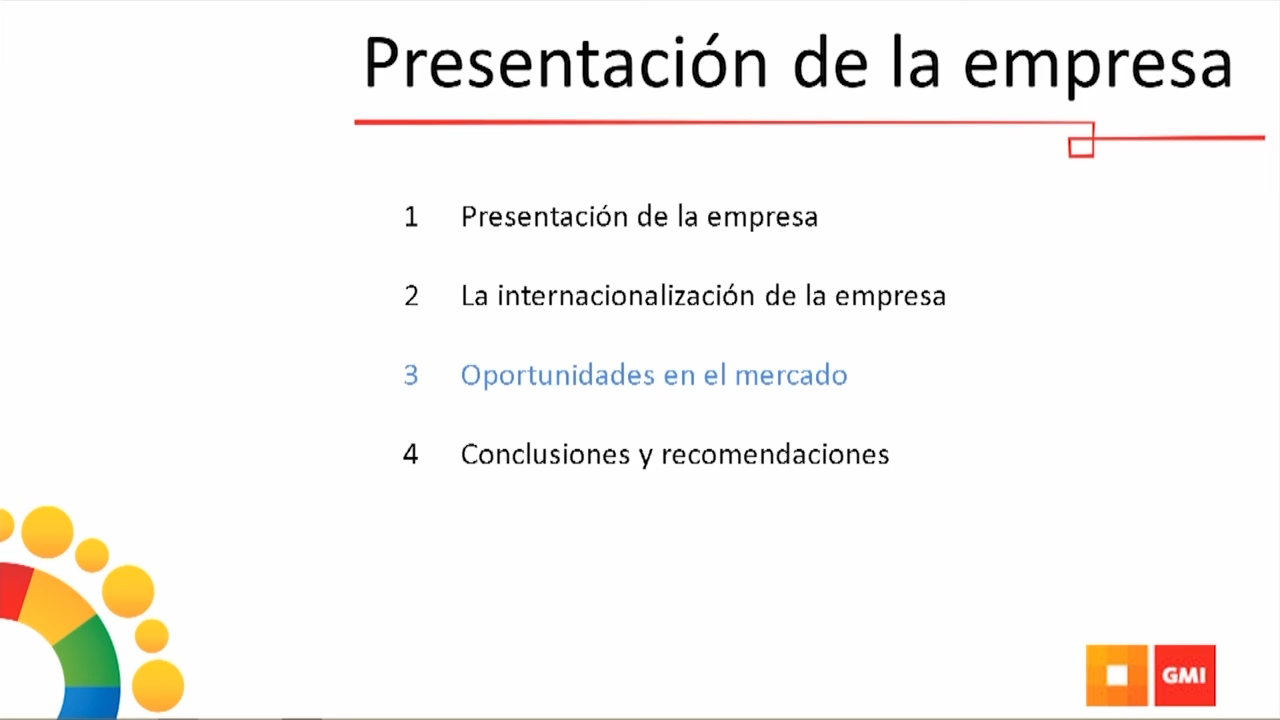 Presentación de la empresa
1 Presentación de la empresa
2 La internacionalización de la empresa
3 Oportunidades en el mercado
4 Conclusiones y recomendaciones
GMI